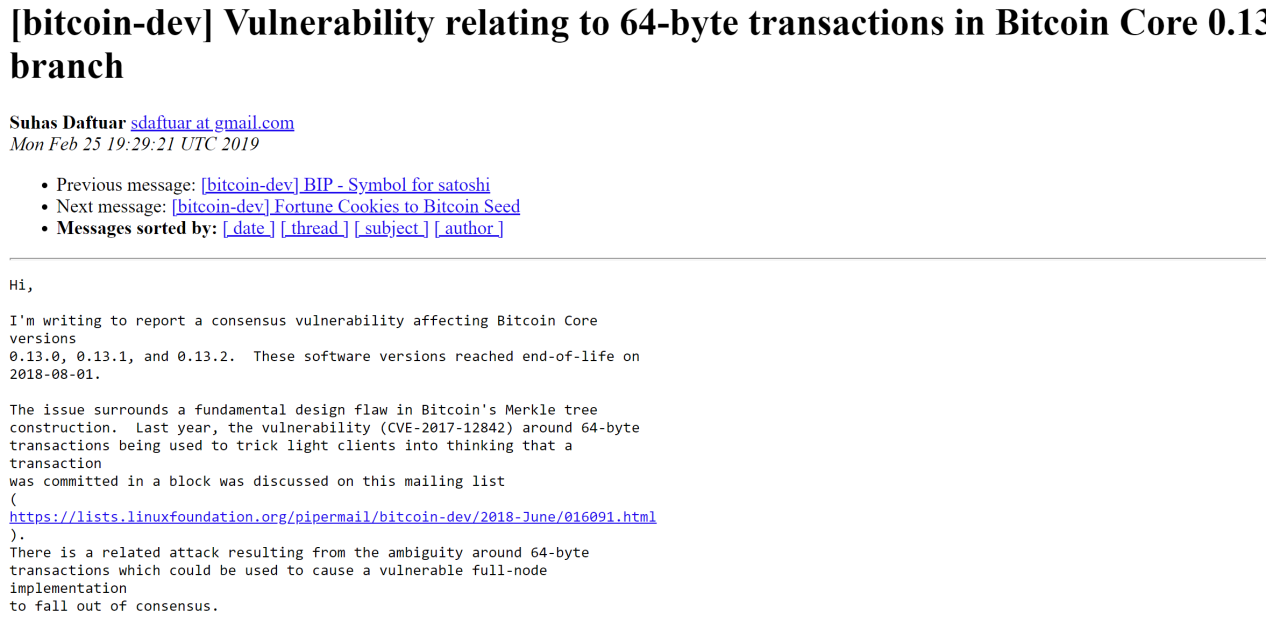 [bitcoin-dev] Vulnerability relating to 64-byte transactions in Bitcoin Core 0.13
branch
Suhas Daftuar sdaftuar at gmail.com
Mon Feb 25 19:29:21 UTC 2019
• Previous message: [bitcoin-dev] BIP - Symbol for satoshi
• Next message: [bitcoin-dev] Fortune Cookies to Bitcoin Seed
• Messages sorted by: [ date ] [ thread ] [ subject ] [ author ]
Hi,
I'm writing to report a consensus vulnerability affecting Bitcoin Core
versions
0.13.0, 0.13.1, and 0.13.2.  These software versions reached end-of-life on
2018-08-01.
The issue surrounds a fundamental design flaw in Bitcoin's Merkle tree
construction.  Last year, the vulnerability (CVE-2017-12842) around 64-byte
transactions being used to trick light clients into thinking that a
transaction
was committed in a block was discussed on this mailing list
(
https://lists.linuxfoundation.org/pipermail/bitcoin-dev/2018-June/016091.html
).
There is a related attack resulting from the ambiguity around 64-byte
transactions which could be used to cause a vulnerable full-node
implementation
to fall out of consensus.